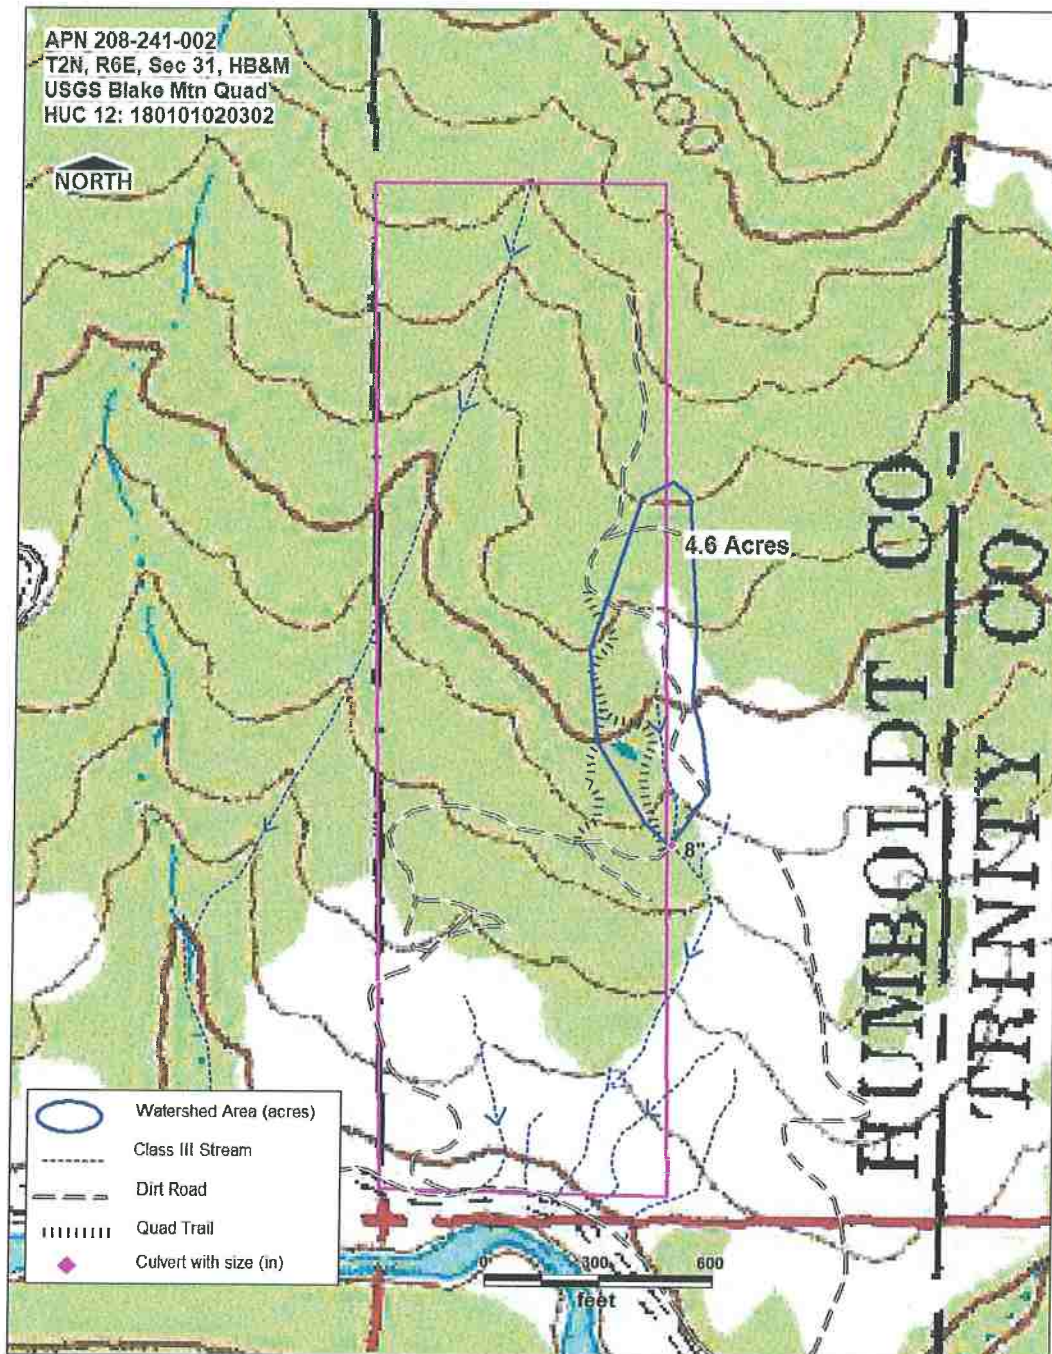 APN 208-241-002
T2N, R6E, Sec 31, HB&M
USGS Blake Mtn Quad
HUC 12: 180101020302
NORTH
3200
4.6 Acres
8"
HUMBOLDT CO
TRINITY CO
Watershed Area (acres)
Class III Stream
Dirt Road
Quad Trail
Culvert with size (in)
0 300 600
feet